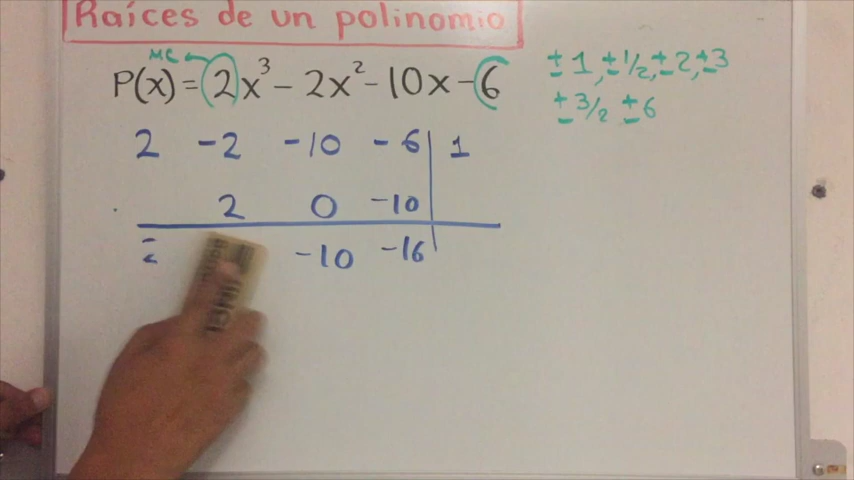 Raíces de un polinomio
MC
P(x) = 2x³ - 2x² - 10x - 6
± 1, ± 1/2, ± 2, ± 3
± 3/2 ± 6
2 -2 -10 -6 | 1
2 0 -10
-10 -16